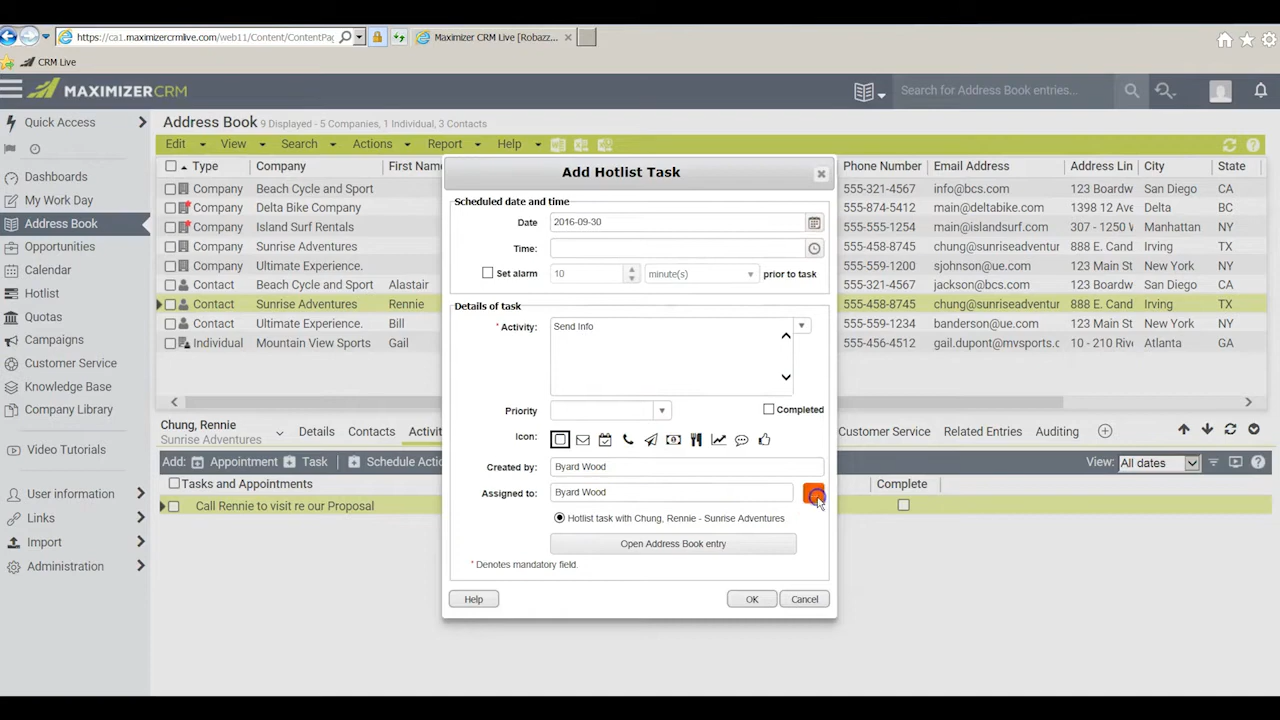 https://ca1.maximizercrmlive.com/web11/Content/ContentPag
Maximizer CRM Live [Robazz...
CRM Live
MAXIMIZERCRM
Search for Address Book entries...
Quick Access
Dashboards
My Work Day
Address Book
Opportunities
Calendar
Hotlist
Quotas
Campaigns
Customer Service
Knowledge Base
Company Library
Video Tutorials
User information
Links
Import
Administration
Address Book 9 Displayed - 5 Companies, 1 Individual, 3 Contacts
Edit View Search Actions Report Help
Type Company First Name Phone Number Email Address Address Lin City State
Company Beach Cycle and Sport 555-321-4567 info@bcs.com 123 Boardw San Diego CA
Company Delta Bike Company 555-874-5412 main@deltabike.com 1398 12 Ave Delta BC
Company Island Surf Rentals 555-555-1234 main@islandsurf.com 307 - 1250 Manhattan NY
Company Sunrise Adventures 555-458-8745 chung@sunriseadventur 888 E. Cand Irving TX
Company Ultimate Experience. 555-559-1200 sjohnson@ue.com 123 Main St New York NY
Contact Beach Cycle and Sport Alastair 555-321-4567 jackson@bcs.com 123 Boardw San Diego CA
Contact Sunrise Adventures Rennie 555-458-8745 chung@sunriseadventur 888 E. Cand Irving TX
Contact Ultimate Experience. Bill 555-559-1234 banderson@ue.com 123 Main St New York NY
Individual Mountain View Sports Gail 555-456-4512 gail.dupont@mvsports.c 10 - 210 Riv Atlanta GA
Chung, Rennie
Sunrise Adventures
Details Contacts Activit Customer Service Related Entries Auditing
Add: Appointment Task Schedule Actio View: All dates
Tasks and Appointments Complete
Call Rennie to visit re our Proposal
Add Hotlist Task
Scheduled date and time
Date 2016-09-30
Time:
Set alarm 10 minute(s) prior to task
Details of task
* Activity: Send Info
Priority Completed
Icon:
Created by: Byard Wood
Assigned to: Byard Wood
Hotlist task with Chung, Rennie - Sunrise Adventures
Open Address Book entry
* Denotes mandatory field.
Help OK Cancel